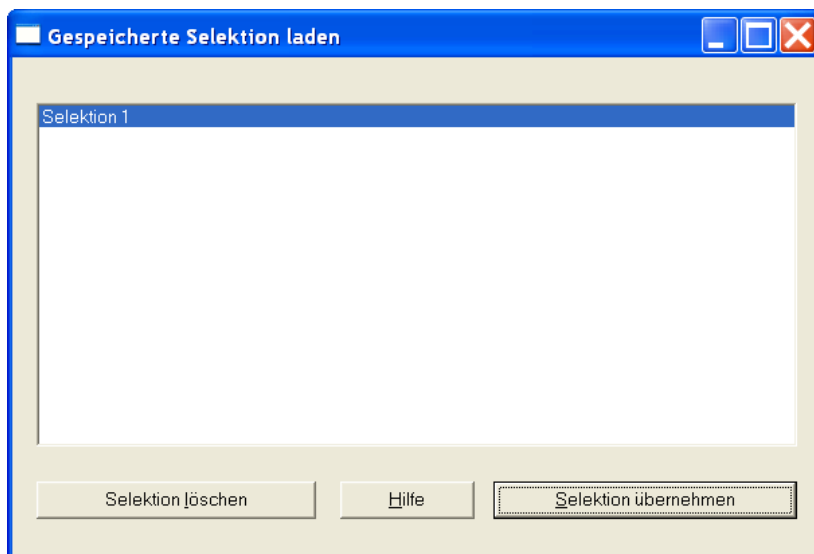 Gespeicherte Selektion laden
Selektion 1
Selektion löschen
Hilfe
Selektion übernehmen